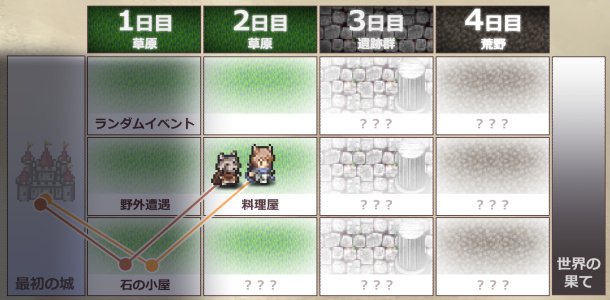 1日目
草原
2日目
草原
3日目
遺跡群
4日目
荒野
ランダムイベント
？？？
？？？
野外遭遇
料理屋
？？？
？？？
最初の城
石の小屋
？？？
？？？
？？？
世界の
果て